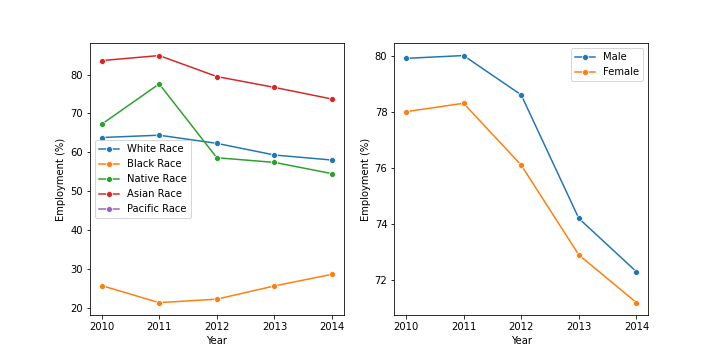 80
70
60
50
40
30
20
Employment (%)
White Race
Black Race
Native Race
Asian Race
Pacific Race
2010 2011 2012 2013 2014
Year
80
78
76
74
72
Employment (%)
Male
Female
2010 2011 2012 2013 2014
Year